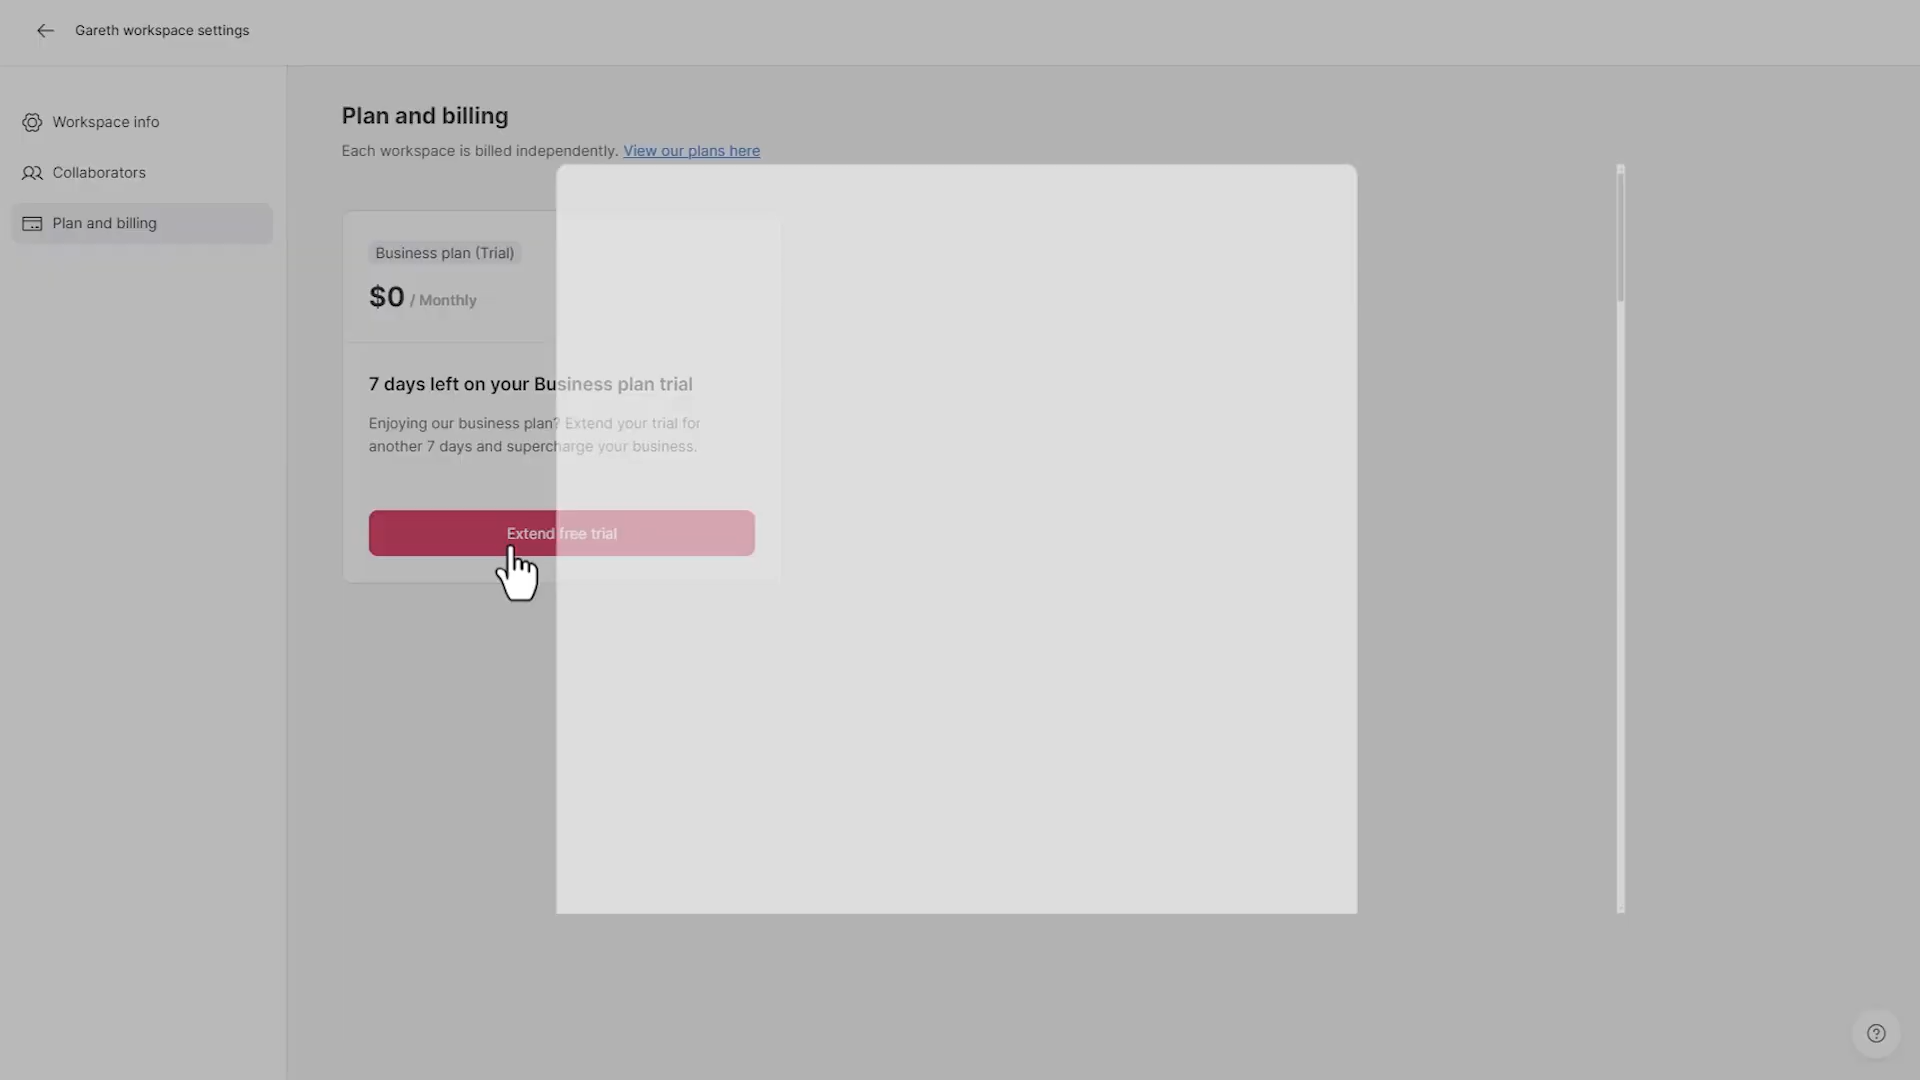 Gareth workspace settings
Workspace info
Collaborators
Plan and billing
Plan and billing
Each workspace is billed independently. View our plans here
Business plan (Trial)
$0 / Monthly
7 days left on your Business plan trial
Enjoying our business plan? Extend your trial for
another 7 days and supercharge your business.
Extend free trial